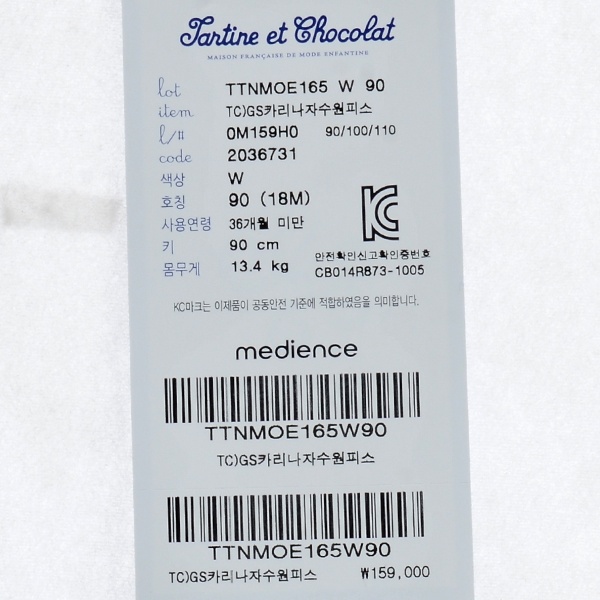 Tartine et Chocolat
MAISON FRANÇAISE DE MODE ENFANTINE
lot TTNMOE165 W 90
item TC)GS카리나자수원피스
l/# 0M159H0 90/100/110
code 2036731
색상 W
호칭 90 (18M)
사용연령 36개월 미만
키 90 cm
몸무게 13.4 kg
안전확인신고확인증번호
CB014R873-1005
KC마크는 이제품이 공동안전 기준에 적합하였음을 의미합니다.
medience
TTNMOE165W90
TC)GS카리나자수원피스
TTNMOE165W90
TC)GS카리나자수원피스 ₩159,000